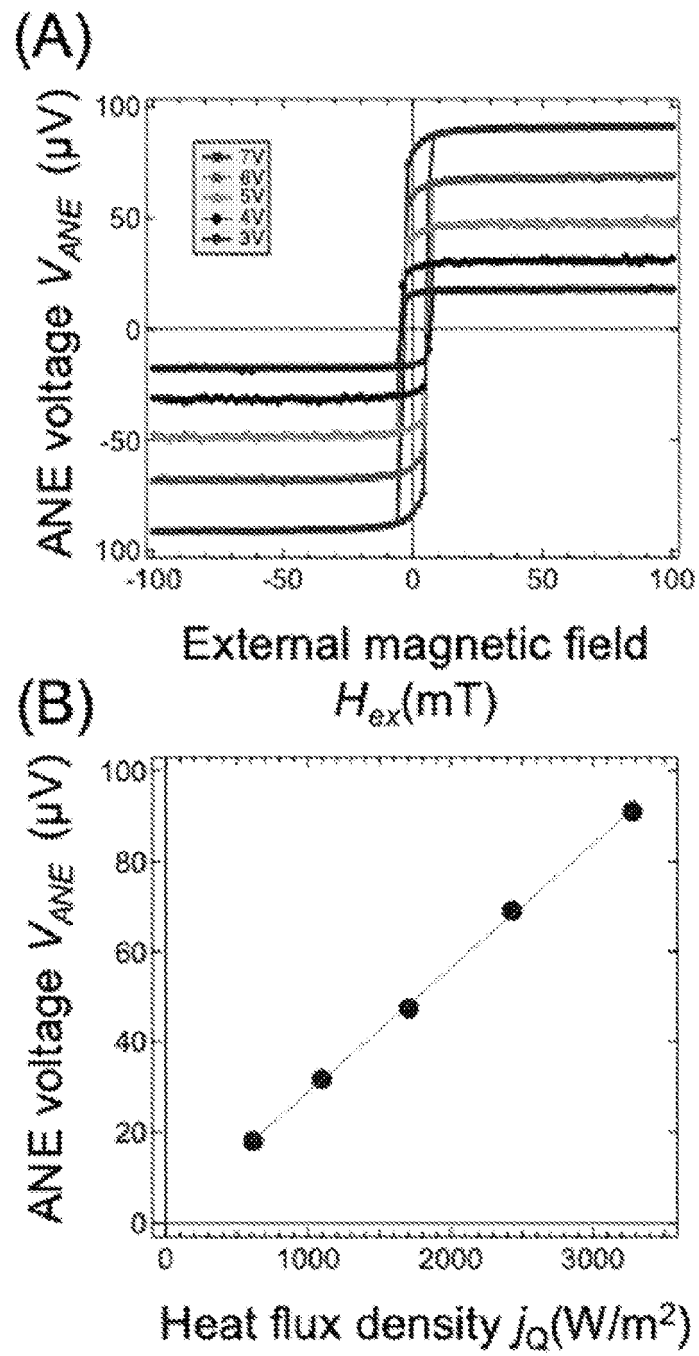 (A)
ANE voltage V_ANE (µV)
100
50
0
-50
100
7V
6V
5V
4V
3V
-100
-50
0
50
100
External magnetic field
H_ex(mT)
(B)
ANE voltage V_ANE (µV)
100
80
60
40
20
0
0
1000
2000
3000
Heat flux density j_Q(W/m²)